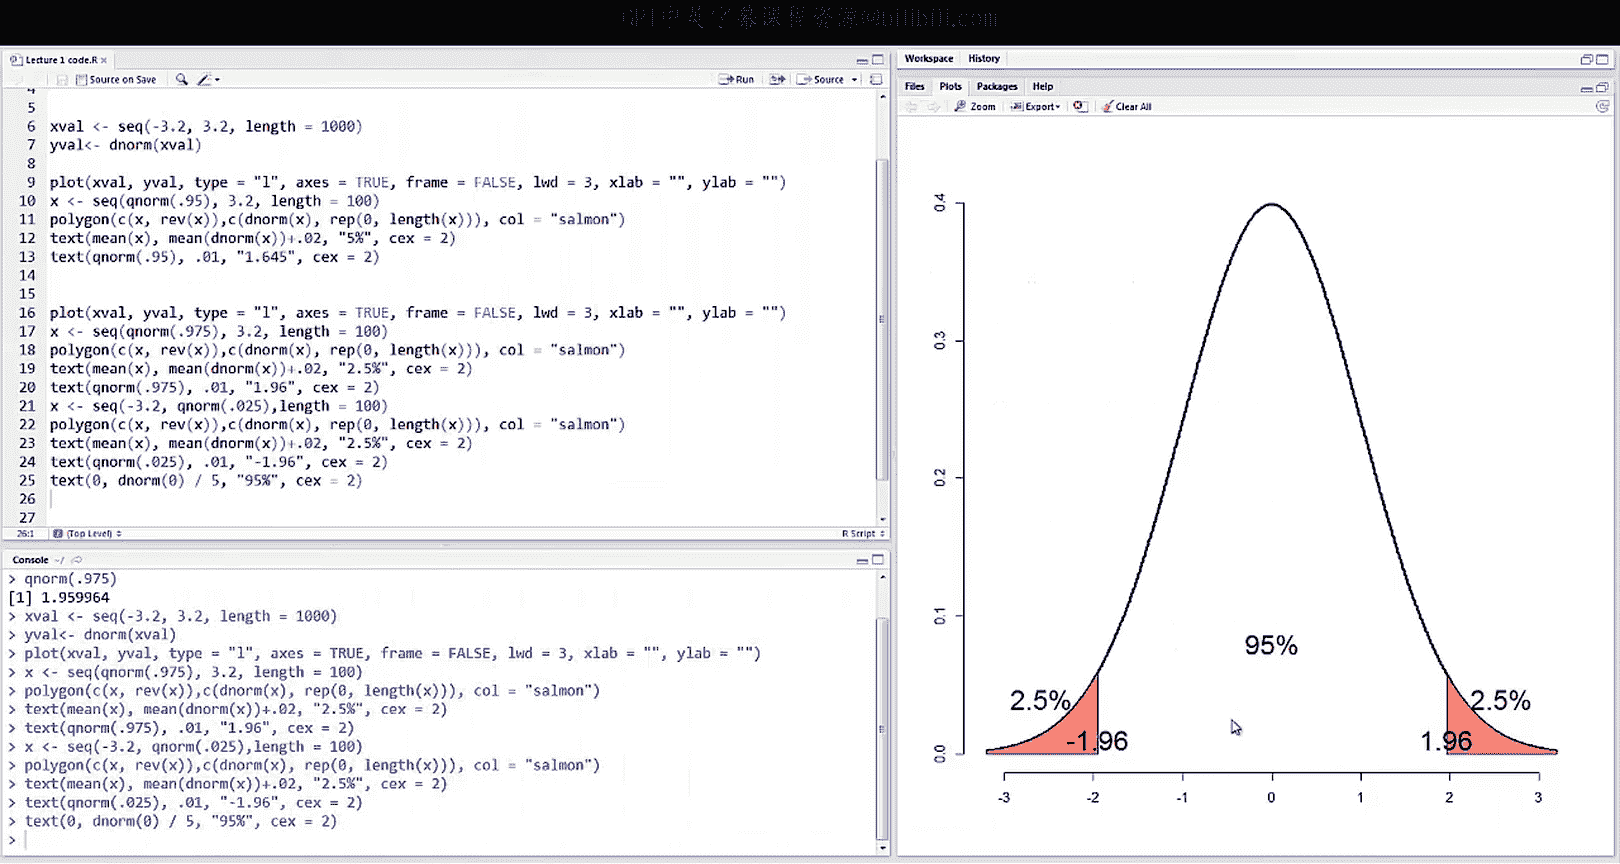 Lecture 1 code.R
Source on Save
Run
Source
4
5
6 xval <- seq(-3.2, 3.2, length = 1000)
7 yval<- dnorm(xval)
8
9 plot(xval, yval, type = "l", axes = TRUE, frame = FALSE, lwd = 3, xlab = "", ylab = "")
10 x <- seq(qnorm(.95), 3.2, length = 100)
11 polygon(c(x, rev(x)),c(dnorm(x), rep(0, length(x))), col = "salmon")
12 text(mean(x), mean(dnorm(x))+.02, "5%", cex = 2)
13 text(qnorm(.95), .01, "1.645", cex = 2)
14
15
16 plot(xval, yval, type = "l", axes = TRUE, frame = FALSE, lwd = 3, xlab = "", ylab = "")
17 x <- seq(qnorm(.975), 3.2, length = 100)
18 polygon(c(x, rev(x)),c(dnorm(x), rep(0, length(x))), col = "salmon")
19 text(mean(x), mean(dnorm(x))+.02, "2.5%", cex = 2)
20 text(qnorm(.975), .01, "1.96", cex = 2)
21 x <- seq(-3.2, qnorm(.025),length = 100)
22 polygon(c(x, rev(x)),c(dnorm(x), rep(0, length(x))), col = "salmon")
23 text(mean(x), mean(dnorm(x))+.02, "2.5%", cex = 2)
24 text(qnorm(.025), .01, "-1.96", cex = 2)
25 text(0, dnorm(0) / 5, "95%", cex = 2)
26
27
26:1 (Top Level) R Script
Console ~/
> qnorm(.975)
[1] 1.959964
> xval <- seq(-3.2, 3.2, length = 1000)
> yval<- dnorm(xval)
> plot(xval, yval, type = "l", axes = TRUE, frame = FALSE, lwd = 3, xlab = "", ylab = "")
> x <- seq(qnorm(.975), 3.2, length = 100)
> polygon(c(x, rev(x)),c(dnorm(x), rep(0, length(x))), col = "salmon")
> text(mean(x), mean(dnorm(x))+.02, "2.5%", cex = 2)
> text(qnorm(.975), .01, "1.96", cex = 2)
> x <- seq(-3.2, qnorm(.025),length = 100)
> polygon(c(x, rev(x)),c(dnorm(x), rep(0, length(x))), col = "salmon")
> text(mean(x), mean(dnorm(x))+.02, "2.5%", cex = 2)
> text(qnorm(.025), .01, "-1.96", cex = 2)
> text(0, dnorm(0) / 5, "95%", cex = 2)
>
Workspace History
Files Plots Packages Help
Zoom Export Clear All
0.4
0.3
0.2
0.1
0.0
95%
2.5%
2.5%
-1.96
1.96
-3 -2 -1 0 1 2 3